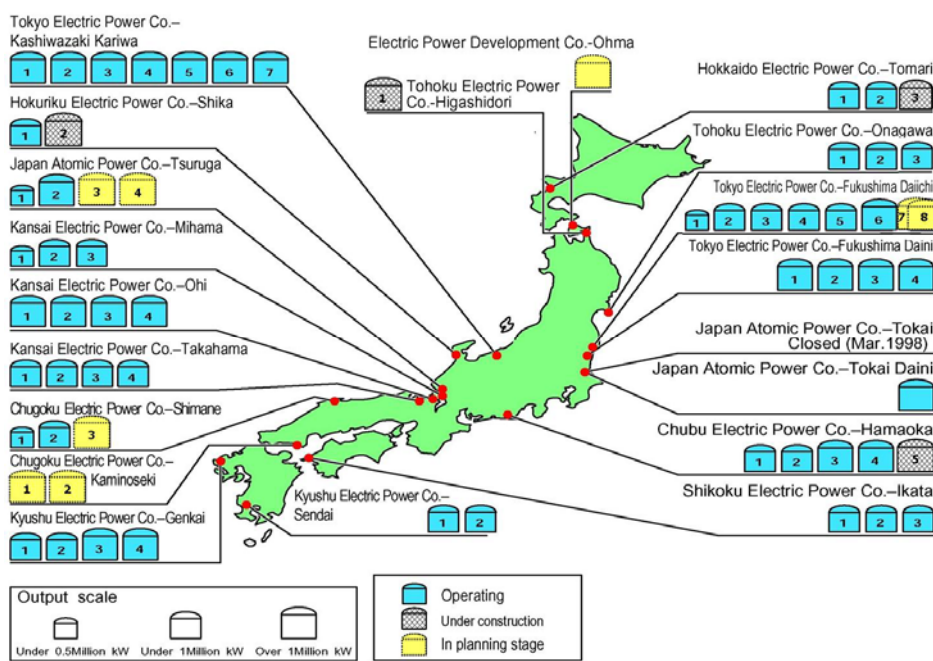 Tokyo Electric Power Co.–
Kashiwazaki Kariwa
1 2 3 4 5 6 7
Hokuriku Electric Power Co.–Shika
1 2
Japan Atomic Power Co.–Tsuruga
1 2 3 4
Kansai Electric Power Co.–Mihama
1 2 3
Kansai Electric Power Co.–Ohi
1 2 3 4
Kansai Electric Power Co.–Takahama
1 2 3 4
Chugoku Electric Power Co.–Shimane
1 2 3
Chugoku Electric Power Co.–
Kaminoseki
1 2
Kyushu Electric Power Co.–Genkai
1 2 3 4
Electric Power Development Co.-Ohma
Tohoku Electric Power
Co.-Higashidori
1
Hokkaido Electric Power Co.–Tomari
1 2 3
Tohoku Electric Power Co.–Onagawa
1 2 3
Tokyo Electric Power Co.–Fukushima Daiichi
1 2 3 4 5 6 7 8
Tokyo Electric Power Co.–Fukushima Daini
1 2 3 4
Japan Atomic Power Co.–Tokai
Closed (Mar.1998)
Japan Atomic Power Co.–Tokai Daini
Chubu Electric Power Co.–Hamaoka
1 2 3 4 5
Shikoku Electric Power Co.–Ikata
1 2 3
Kyushu Electric Power Co.–
Sendai
1 2
Output scale
Under 0.5Million kW Under 1Million kW Over 1Million kW
Operating
Under construction
In planning stage